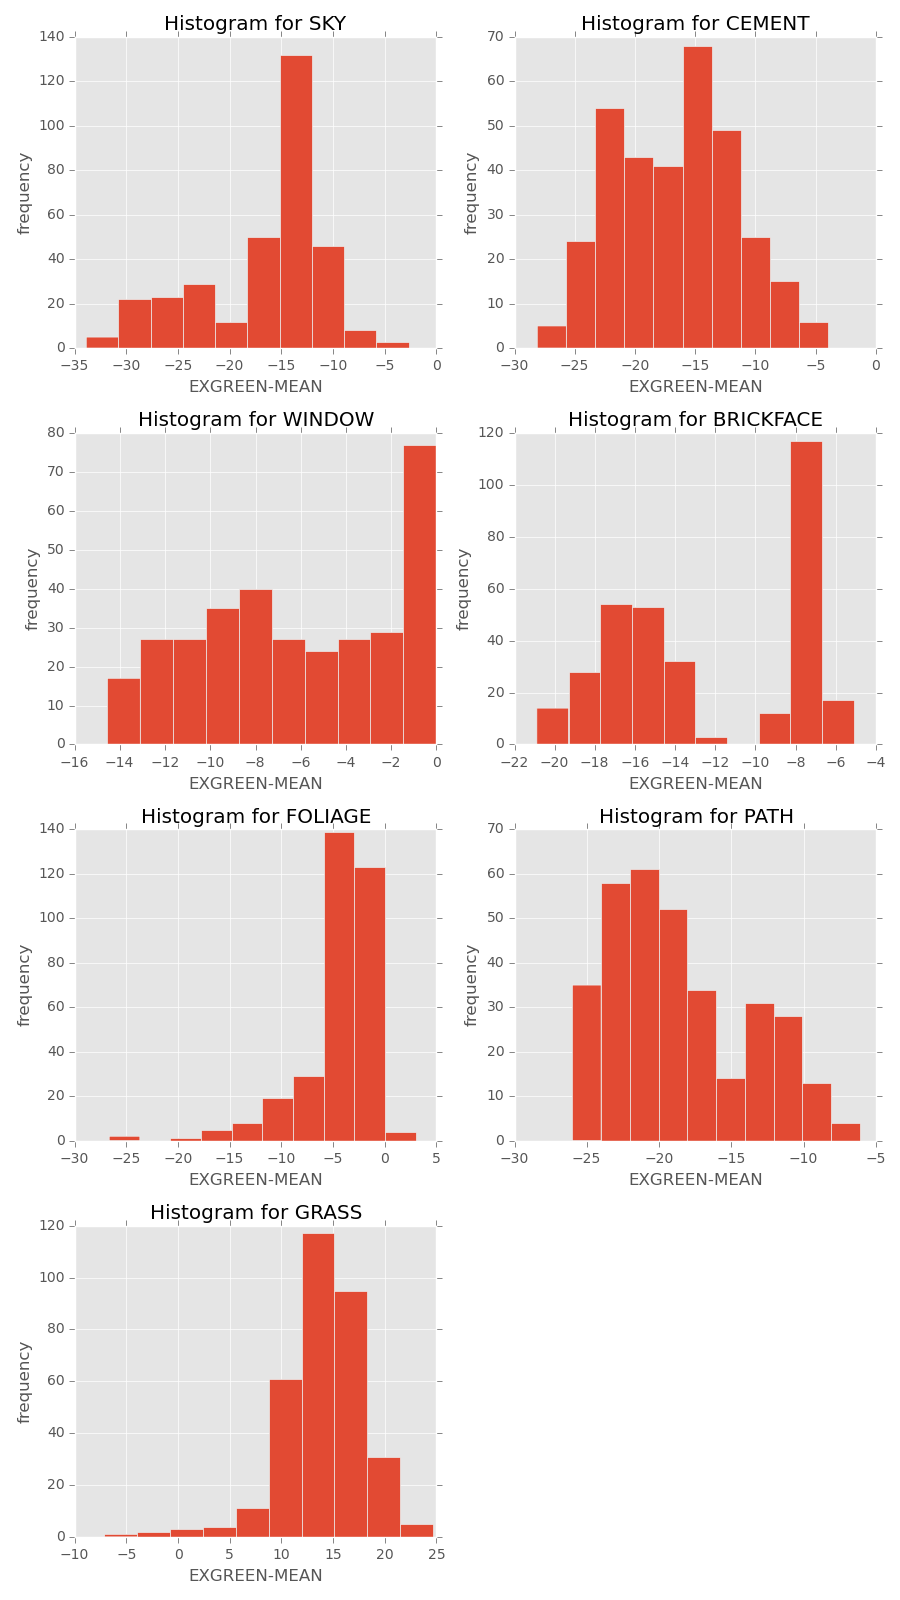 Histogram for SKY
140
120
100
80
60
40
20
0
frequency
−35 −30 −25 −20 −15 −10 −5 0
EXGREEN-MEAN
Histogram for CEMENT
70
60
50
40
30
20
10
0
frequency
−30 −25 −20 −15 −10 −5 0
EXGREEN-MEAN
Histogram for WINDOW
80
70
60
50
40
30
20
10
0
frequency
−16 −14 −12 −10 −8 −6 −4 −2 0
EXGREEN-MEAN
Histogram for BRICKFACE
120
100
80
60
40
20
0
frequency
−22 −20 −18 −16 −14 −12 −10 −8 −6 −4
EXGREEN-MEAN
Histogram for FOLIAGE
140
120
100
80
60
40
20
0
frequency
−30 −25 −20 −15 −10 −5 0 5
EXGREEN-MEAN
Histogram for PATH
70
60
50
40
30
20
10
0
frequency
−30 −25 −20 −15 −10 −5
EXGREEN-MEAN
Histogram for GRASS
120
100
80
60
40
20
0
frequency
−10 −5 0 5 10 15 20 25
EXGREEN-MEAN